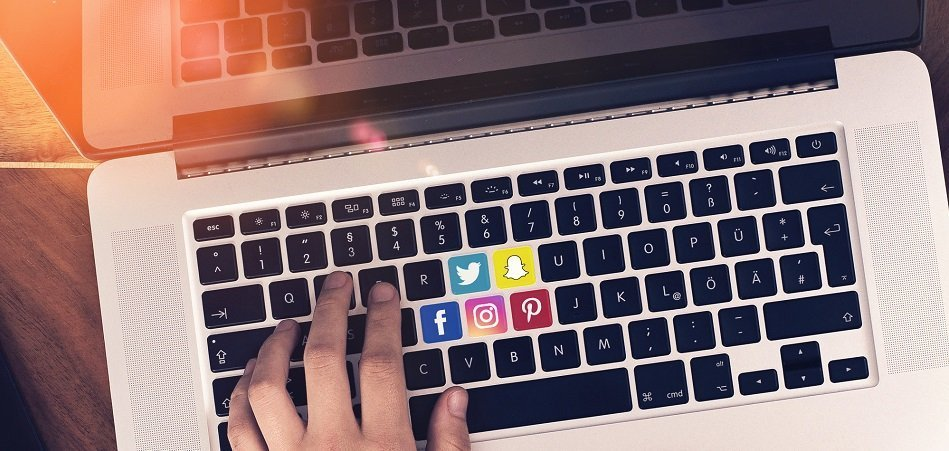 esc F1 F2 F3 F4 F5 F6 F7 F8 F9 F10 F11 F12
° ! " § $ % & / ( ) = ?
^ 1 2 3 4 5 6 7 8 9 0 ß
Q R U I O P Ü * +
f J K L @ Ö Ä ' #
C V B N M ; , : . _ -
alt
cmd